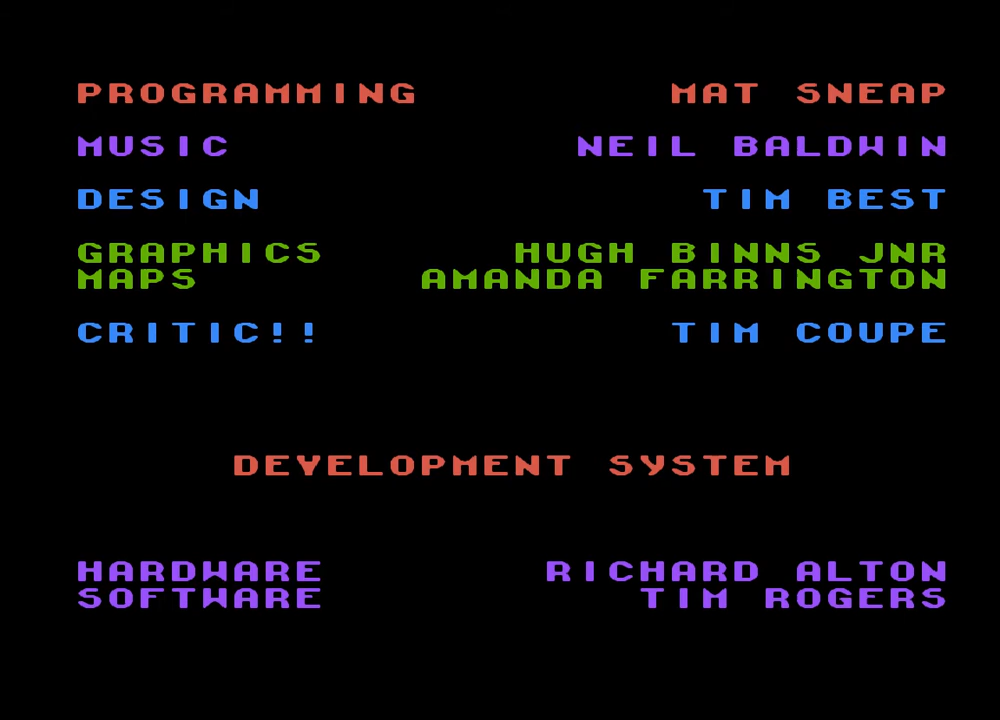 PROGRAMMING MAT SNEAP
MUSIC NEIL BALDWIN
DESIGN TIM BEST
GRAPHICS HUGH BINNS JNR
MAPS AMANDA FARRINGTON
CRITIC!! TIM COUPE
DEVELOPMENT SYSTEM
HARDWARE RICHARD ALTON
SOFTWARE TIM ROGERS